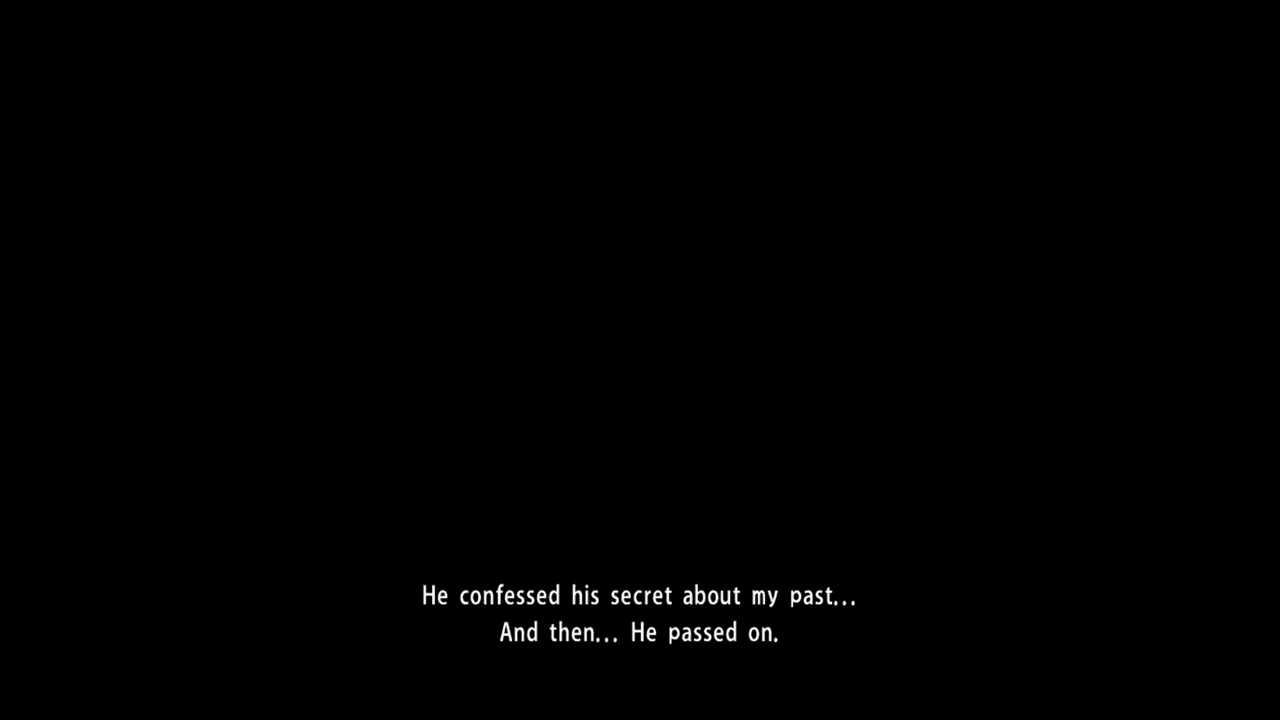 He confessed his secret about my past...
And then... He passed on.